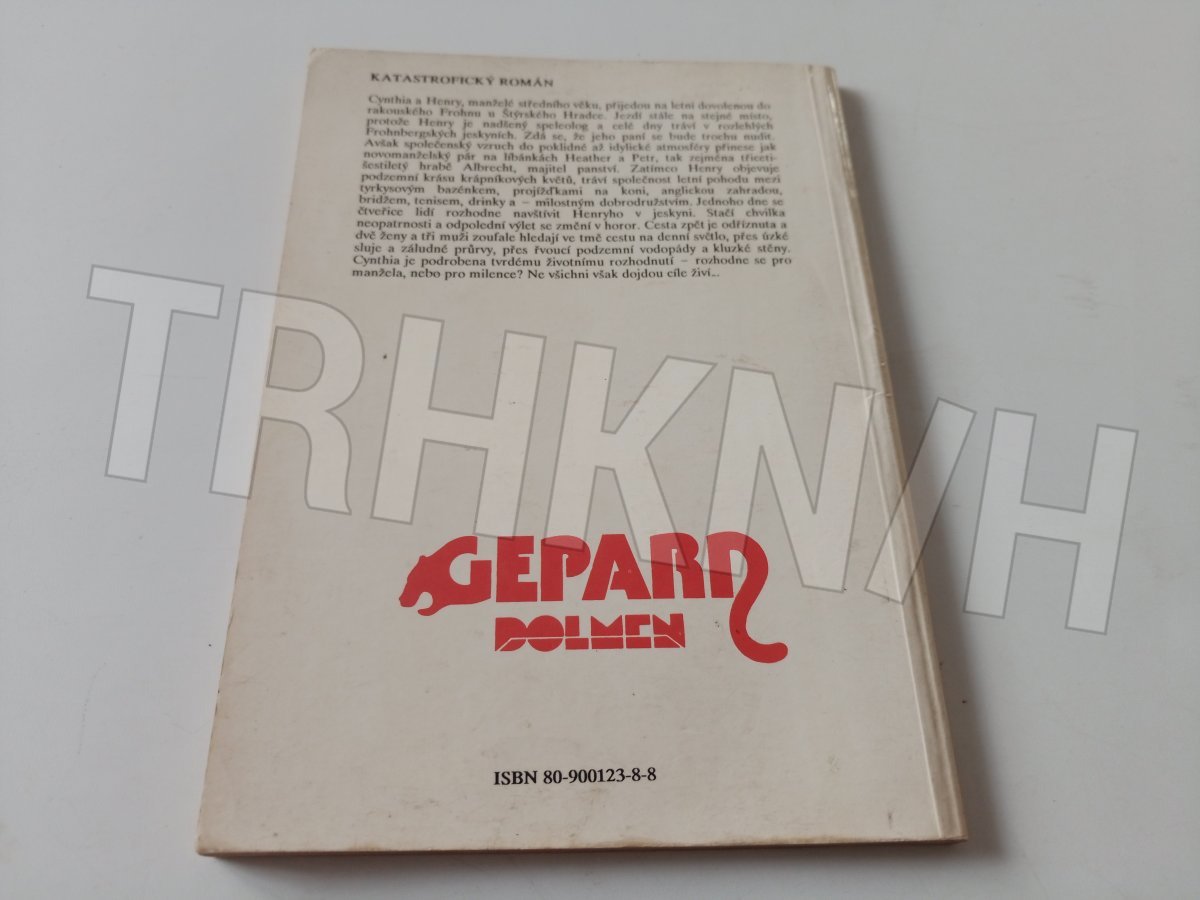 KATASTROFICKÝ ROMÁN
Cynthia a Henry, manželé středního věku, přijedou na letní dovolenou do
rakouského Frohnu u Štýrského Hradce. Jezdí stále na stejné místo,
protože Henry je nadšený speleolog a celé dny tráví v rozlehlých
Frohnbergských jeskyních. Zdá se, že jeho paní se bude trochu nudit.
Avšak společenský vzruch do poklidné až idylické atmosféry přinese jak
novomanželský pár na líbánkách Heather a Petr, tak zejména třiceti-
šestiletý hrabě Albrecht, majitel panství. Zatímco Henry objevuje
podzemní krásu krápníkových květů, tráví společnost letní pohodu mezi
tyrkysovým bazénkem, projížďkami na koni, anglickou zahradou,
bridžem, tenisem, drinky a – milostným dobrodružstvím. Jednoho dne se
čtveřice lidí rozhodne navštívit Henryho v jeskyni. Stačí chvilka
neopatrnosti a odpolední výlet se změní v horor. Cesta zpět je odříznuta a
dvě ženy a tři muži zoufale hledají ve tmě cestu na denní světlo, přes úzké
sluje a záludné průrvy, přes řvoucí podzemní vodopády a kluzké stěny.
Cynthia je podrobena tvrdému životnímu rozhodnutí – rozhodne se pro
manžela, nebo pro milence? Ne všichni však dojdou cíle živí...
TRHKNIH
GEPARD
DOLMEN
ISBN 80-900123-8-8